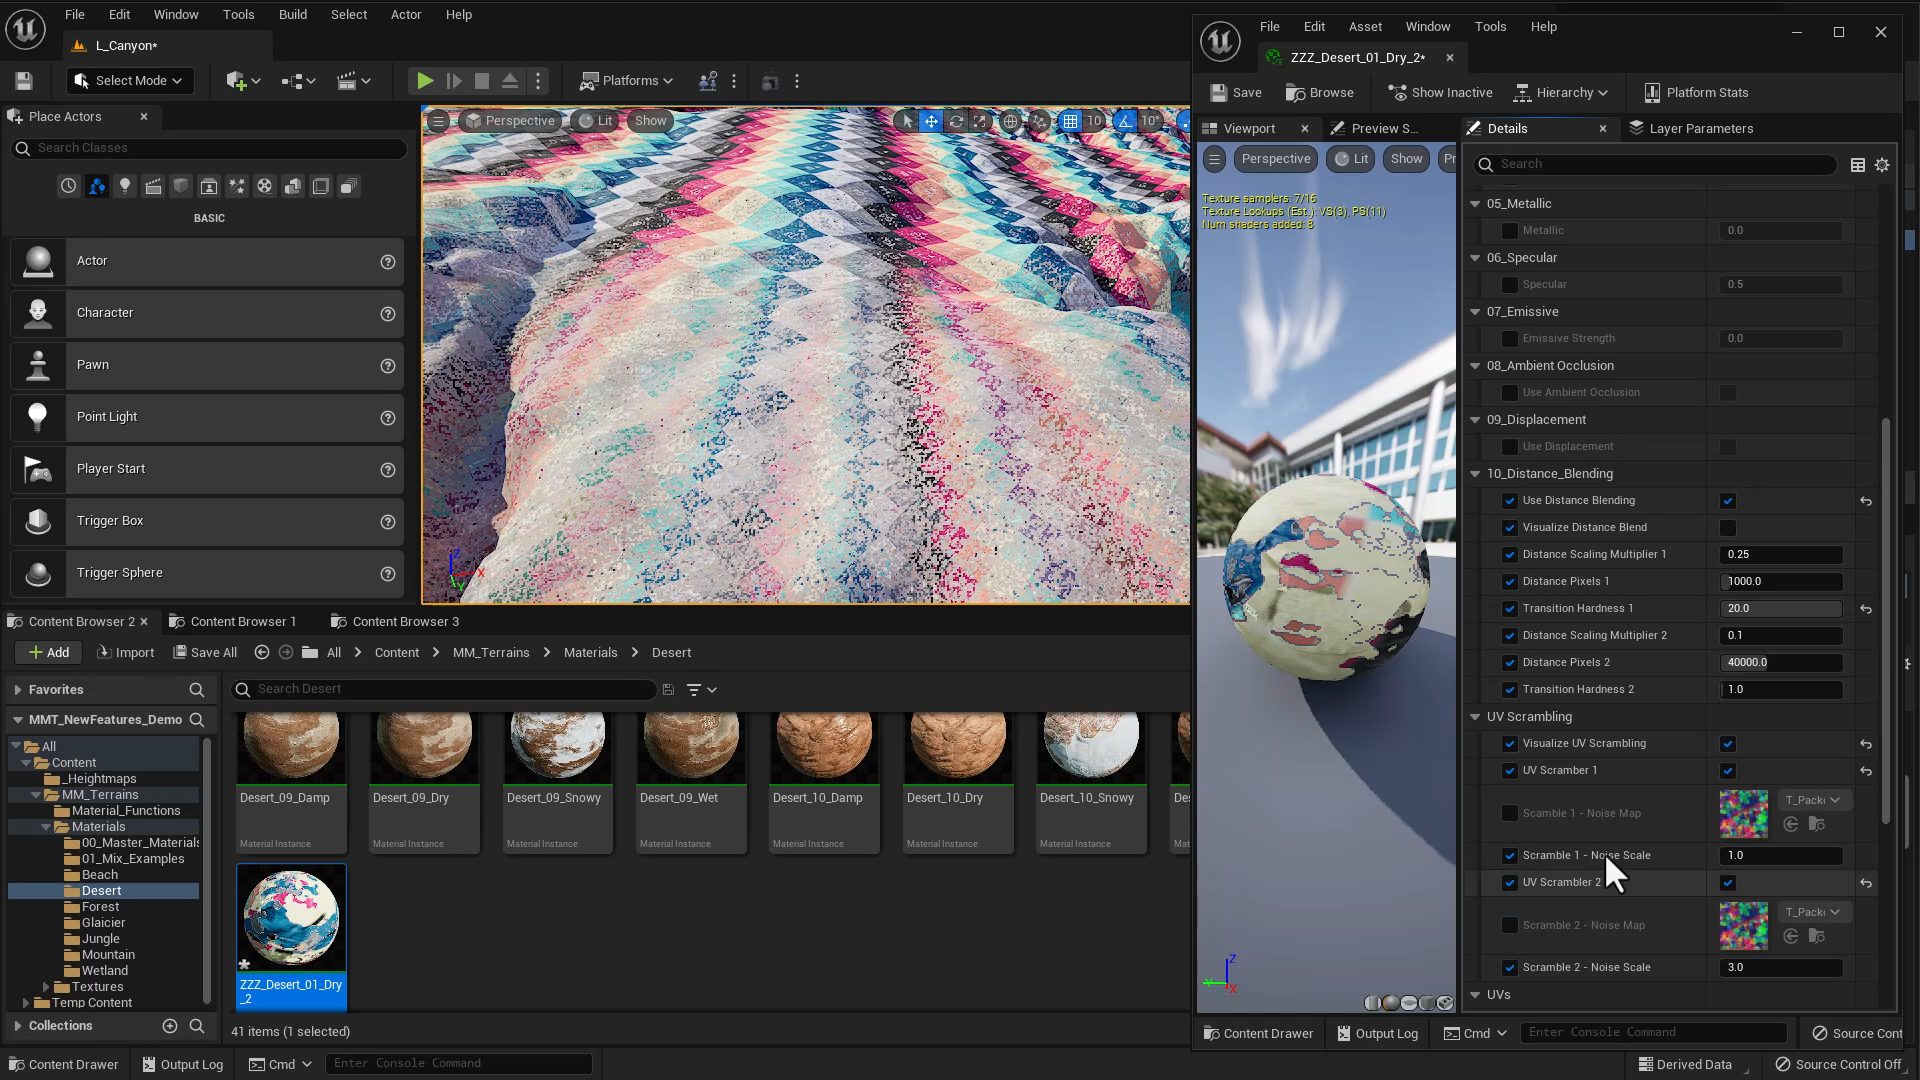 File Edit Window Tools Build Select Actor Help
L_Canyon*
Select Mode
Platforms
Place Actors
Search Classes
BASIC
Actor
Character
Pawn
Point Light
Player Start
Trigger Box
Trigger Sphere
Perspective Lit Show
10 10°
Content Browser 2 Content Browser 1 Content Browser 3
Add Import Save All All Content MM_Terrains Materials Desert
Favorites
Search Desert
MMT_NewFeatures_Demo
All
Content
_Heightmaps
MM_Terrains
Material_Functions
Materials
00_Master_Materials
01_Mix_Examples
Beach
Desert
Forest
Glaicier
Jungle
Mountain
Wetland
Textures
Temp Content
Collections
Desert_09_Damp
Material Instance
Desert_09_Dry
Material Instance
Desert_09_Snowy
Material Instance
Desert_09_Wet
Material Instance
Desert_10_Damp
Material Instance
Desert_10_Dry
Material Instance
Desert_10_Snowy
Material Instance
ZZZ_Desert_01_Dry
_2
41 items (1 selected)
Content Drawer Output Log Cmd Enter Console Command
Derived Data Source Control Off
File Edit Asset Window Tools Help
ZZZ_Desert_01_Dry_2*
Save Browse Show Inactive Hierarchy Platform Stats
Viewport Preview S...
Details Layer Parameters
Perspective Lit Show Pr
Search
Texture samplers: 7/16
Texture Lookups (Est.): VS(3), PS(11)
Num shaders added: 8
05_Metallic
Metallic 0.0
06_Specular
Specular 0.5
07_Emissive
Emissive Strength 0.0
08_Ambient Occlusion
Use Ambient Occlusion
09_Displacement
Use Displacement
10_Distance_Blending
Use Distance Blending
Visualize Distance Blend
Distance Scaling Multiplier 1 0.25
Distance Pixels 1 1000.0
Transition Hardness 1 20.0
Distance Scaling Multiplier 2 0.1
Distance Pixels 2 40000.0
Transition Hardness 2 1.0
UV Scrambling
Visualize UV Scrambling
UV Scramber 1
Scamble 1 - Noise Map T_Pack
Scramble 1 - Noise Scale 1.0
UV Scrambler 2
Scramble 2 - Noise Map T_Pack
Scramble 2 - Noise Scale 3.0
UVs
Content Drawer Output Log Cmd Enter Console Command Source Cont